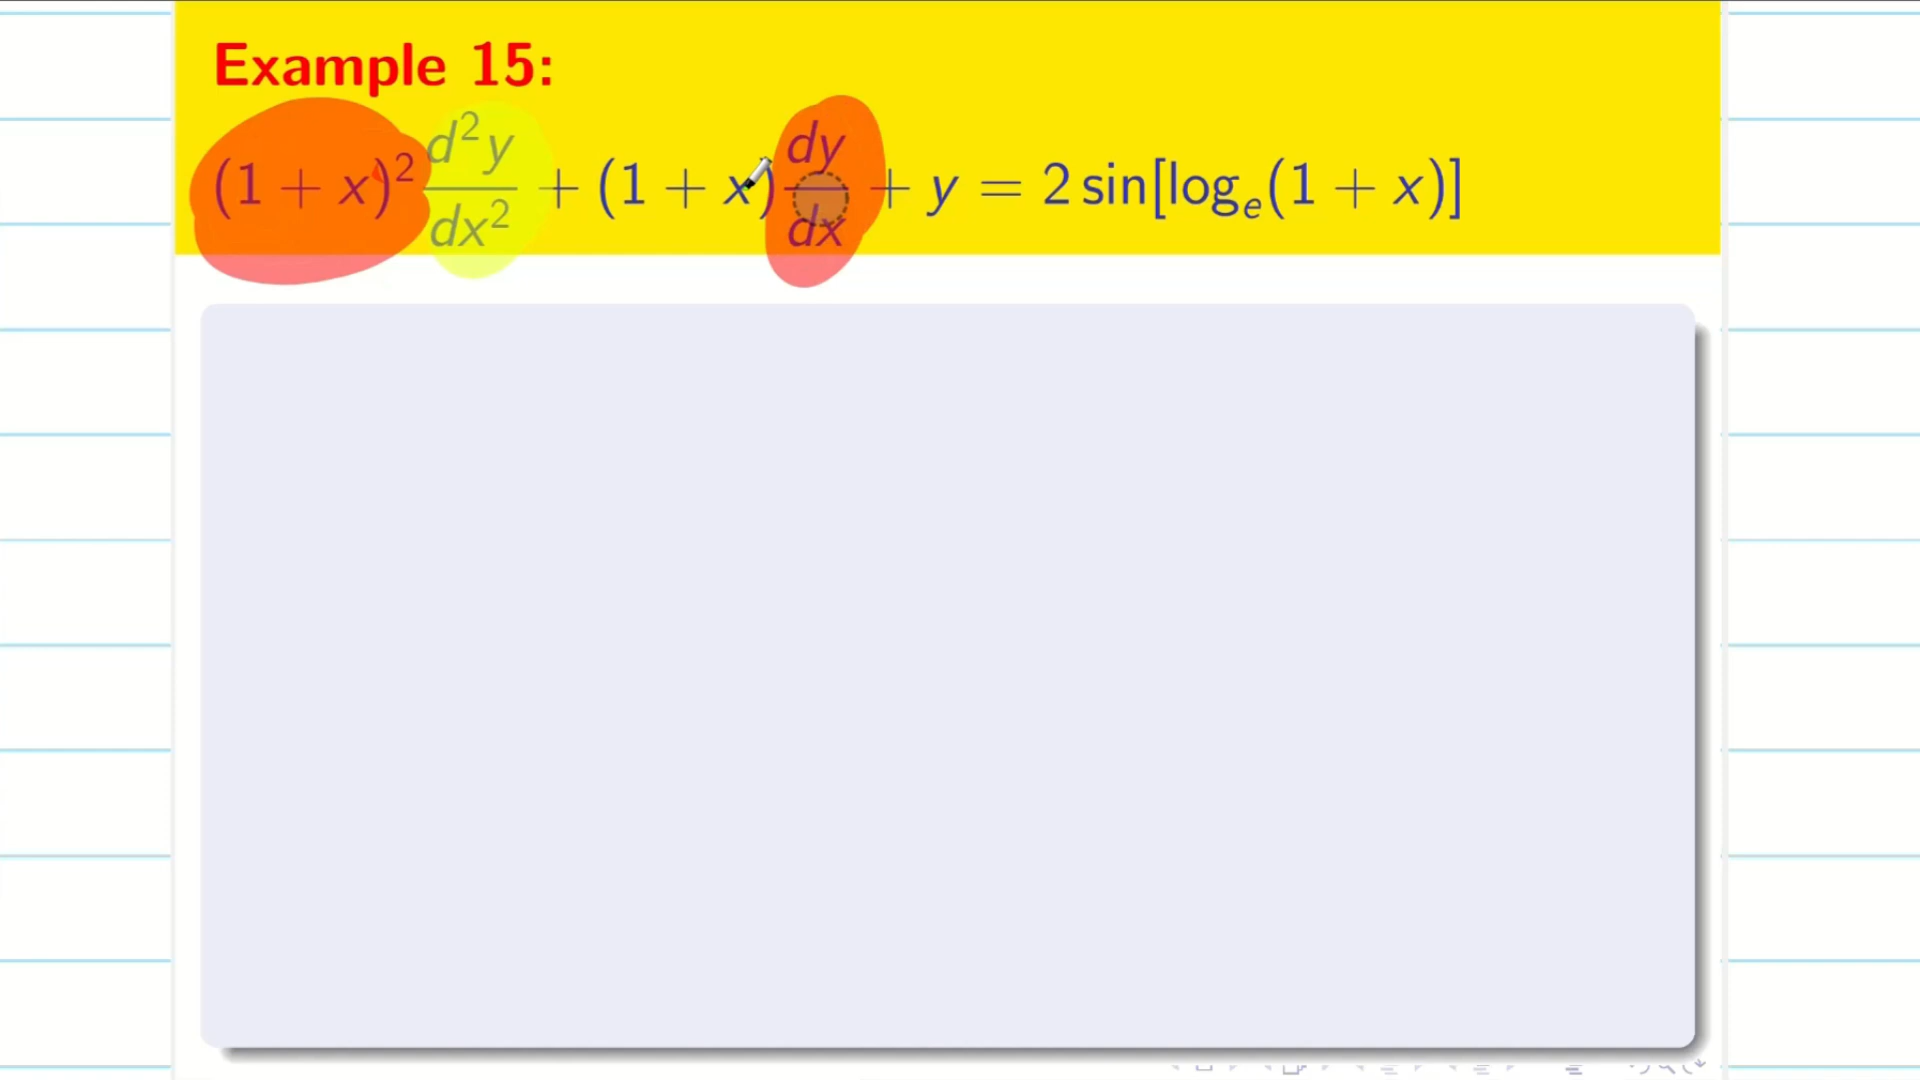 Example 15:
(1 + x)² d²y/dx² + (1 + x) dy/dx + y = 2 sin[logₑ(1 + x)]